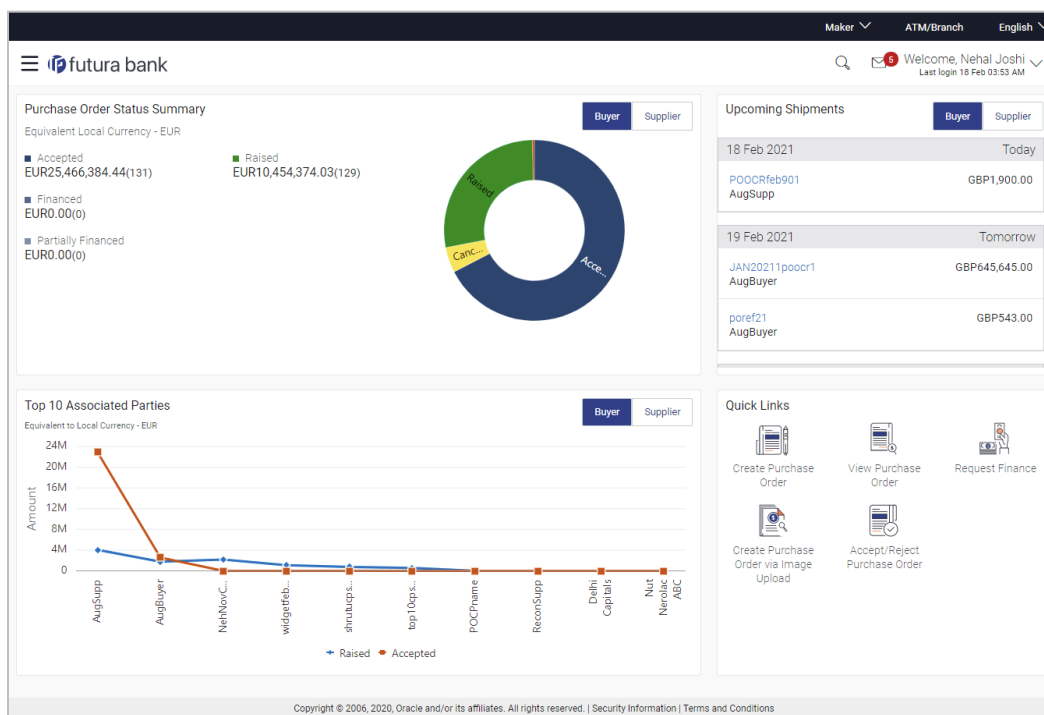 Maker ATM/Branch English
futura bank
5
Welcome, Nehal Joshi
Last login 18 Feb 03:53 AM
Purchase Order Status Summary
Buyer Supplier
Equivalent Local Currency - EUR
Accepted
EUR25,466,384.44(131)
Raised
EUR10,454,374.03(129)
Financed
EUR0.00(0)
Partially Financed
EUR0.00(0)
Raised
Canc...
Acce...
Upcoming Shipments
Buyer Supplier
18 Feb 2021 Today
POOCRfeb901 GBP1,900.00
AugSupp
19 Feb 2021 Tomorrow
JAN20211poocr1 GBP645,645.00
AugBuyer
poref21 GBP543.00
AugBuyer
Top 10 Associated Parties
Buyer Supplier
Equivalent to Local Currency - EUR
24M
20M
16M
12M
8M
4M
0
Amount
AugSupp
AugBuyer
NehNovC...
widgetfeb...
shrutucps...
top10cps...
POCPname
ReconSupp
Delhi
Capitals
Nut
Nerolac
ABC
Raised Accepted
Quick Links
Create Purchase
Order
View Purchase
Order
Request Finance
Create Purchase
Order via Image
Upload
Accept/Reject
Purchase Order
Copyright © 2006, 2020, Oracle and/or its affiliates. All rights reserved. | Security Information | Terms and Conditions